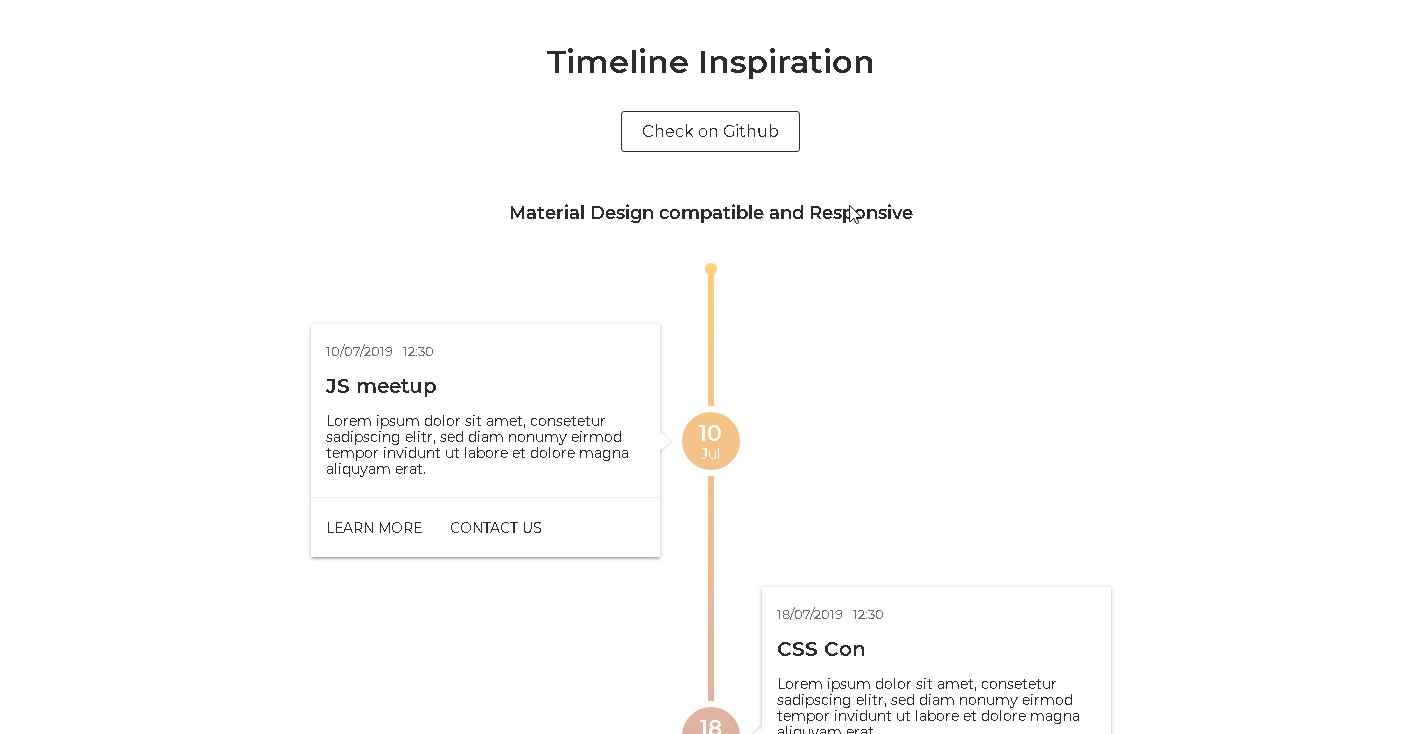 Timeline Inspiration
Check on Github
Material Design compatible and Responsive
10/07/2019 12:30
JS meetup
Lorem ipsum dolor sit amet, consetetur
sadipscing elitr, sed diam nonumy eirmod
tempor invidunt ut labore et dolore magna
aliquyam erat.
LEARN MORE CONTACT US
10
Jul
18/07/2019 12:30
CSS Con
Lorem ipsum dolor sit amet, consetetur
sadipscing elitr, sed diam nonumy eirmod
tempor invidunt ut labore et dolore magna
aliquyam erat.
18